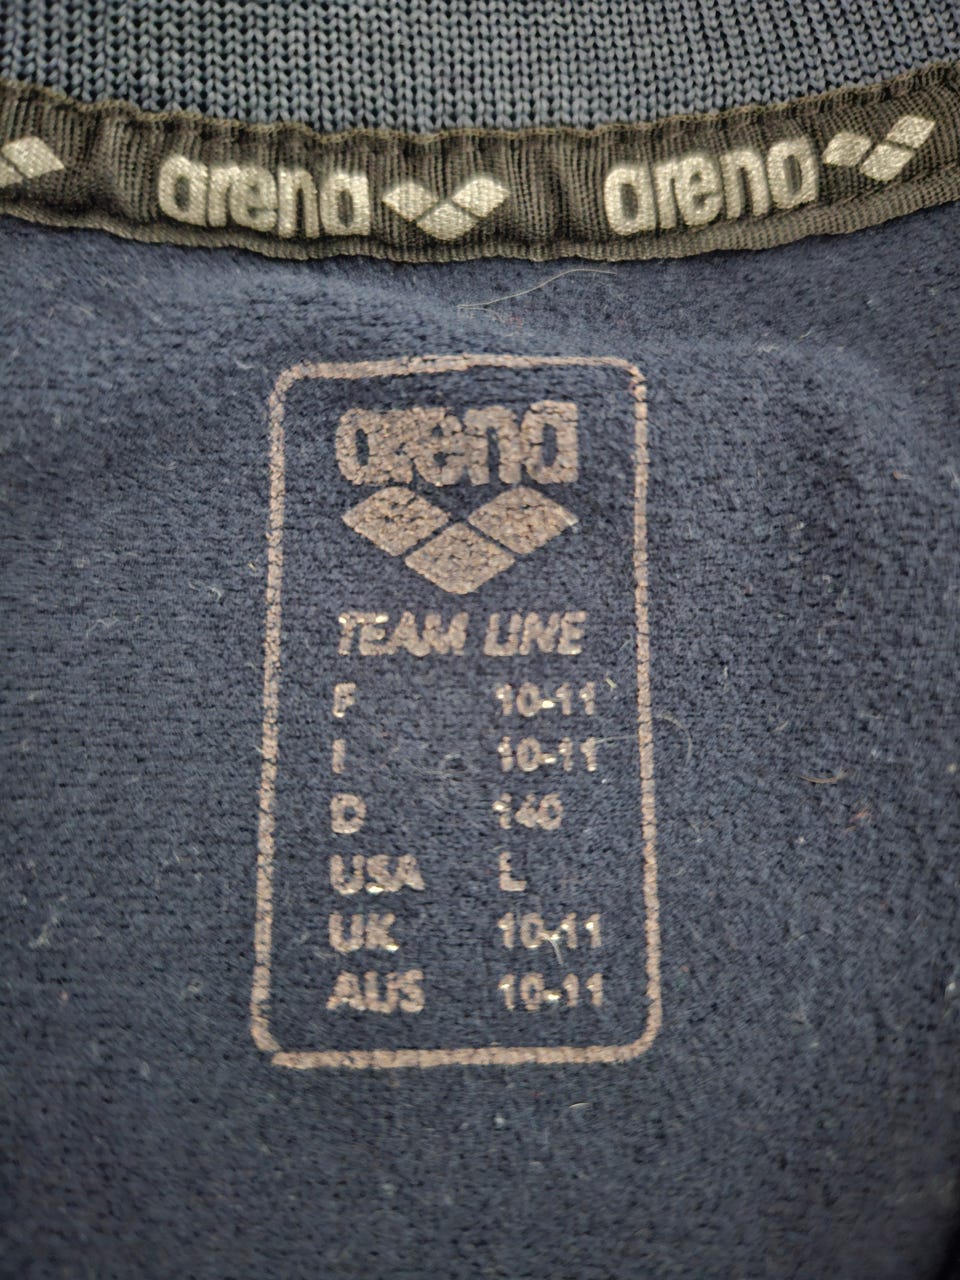 arena arena
arena
TEAM LINE
F 10-11
I 10-11
D 140
USA L
UK 10-11
AUS 10-11